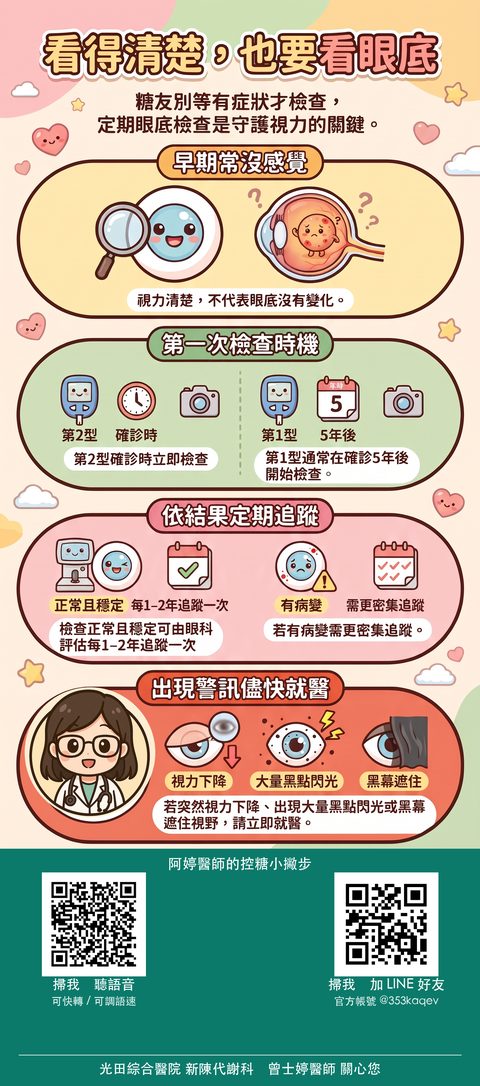 看得清楚，也要看眼底
糖友別等有症狀才檢查，
定期眼底檢查是守護視力的關鍵。
早期常沒感覺
? ? ? ?
視力清楚，不代表眼底沒有變化。
第一次檢查時機
5
第2型 確診時
第1型 5年後
第2型確診時立即檢查
第1型通常在確診5年後
開始檢查。
依結果定期追蹤
正常且穩定 每1–2年追蹤一次
有病變 需更密集追蹤
檢查正常且穩定可由眼科
評估每1–2年追蹤一次
若有病變需更密集追蹤。
出現警訊儘快就醫
視力下降 大量黑點閃光 黑幕遮住
若突然視力下降、出現大量黑點閃光或黑幕
遮住視野，請立即就醫。
阿婷醫師的控糖小撇步
掃我 聽語音
可快轉 / 可調語速
掃我 加 LINE 好友
官方帳號 @353kaqev
光田綜合醫院 新陳代謝科 曾士婷醫師 關心您